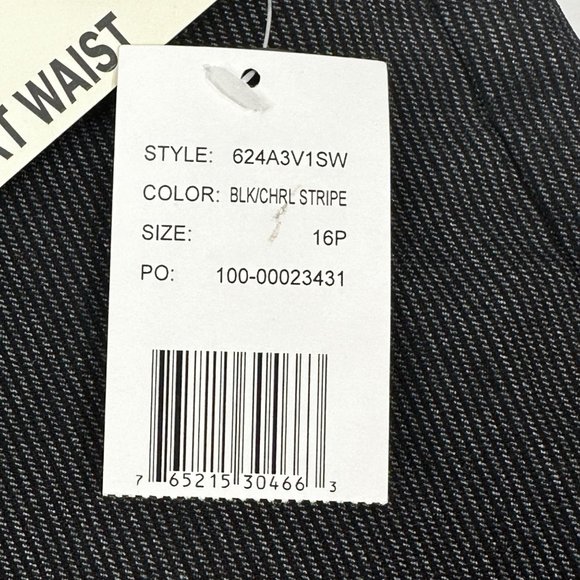 WAIST
STYLE: 624A3V1SW
COLOR: BLK/CHRL STRIPE
SIZE: 16P
PO: 100-00023431
7 65215 30466 3